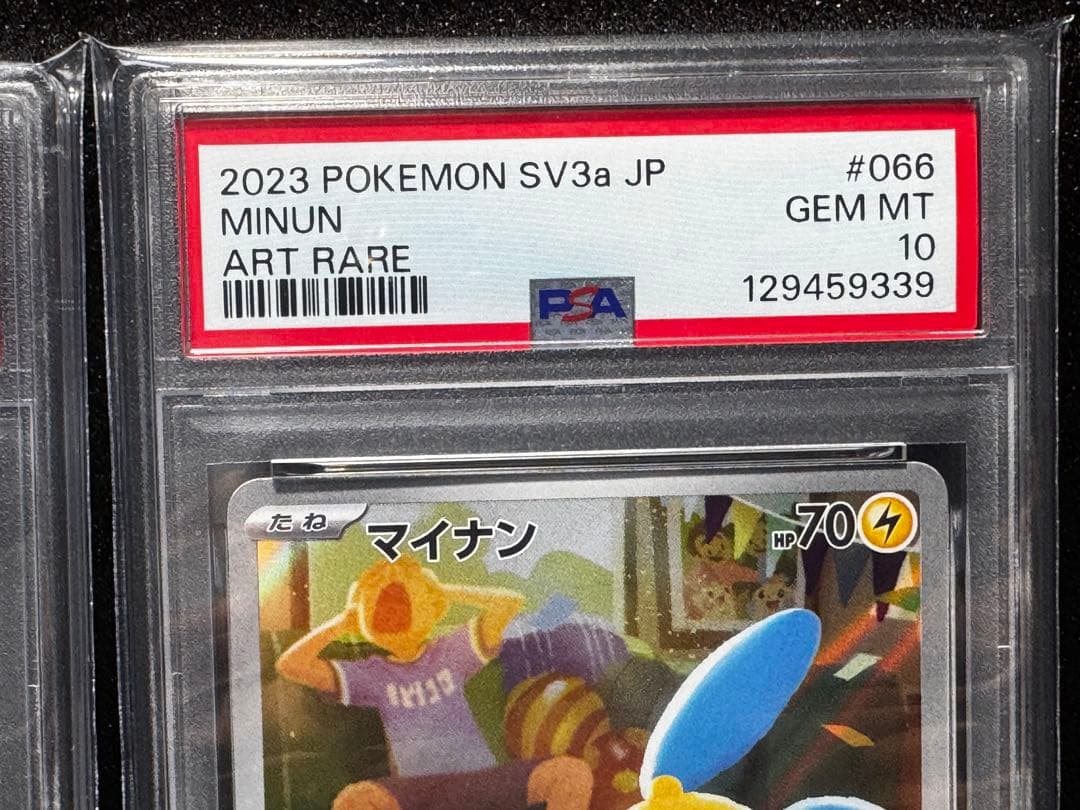 2023 POKEMON SV3a JP #066
MINUN GEM MT
ART RARE 10
129459339
PSA
たね マイナン HP70